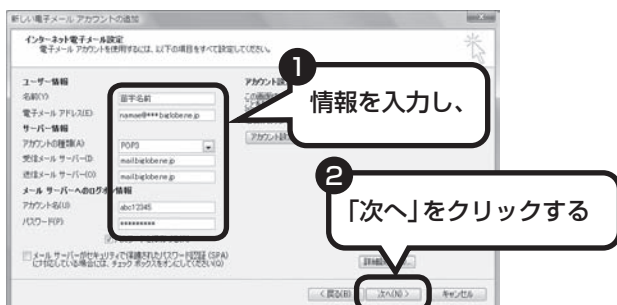 新しい電子メール アカウントの追加
インターネット電子メール設定
電子メール アカウントを使用するには、以下の項目をすべて設定してください。
ユーザー情報
名前(Y)
苗字名前
電子メール アドレス(E)
namae@***.biglobe.ne.jp
サーバー情報
アカウントの種類(A)
POP3
受信メール サーバー(I)
mail.biglobe.ne.jp
送信メール サーバー(O)
mail.biglobe.ne.jp
メール サーバーへのログオン情報
アカウント名(U)
abc12345
パスワード(P)
*********
メール サーバーがセキュリティで保護されたパスワード認証 (SPA)
に対応している場合には、チェック ボックスをオンにしてください(Q)
アカウント設
この画面
アカウント設
1
情報を入力し、
2
「次へ」をクリックする
詳細設
< 戻る(B)
次へ(N) >
キャンセル